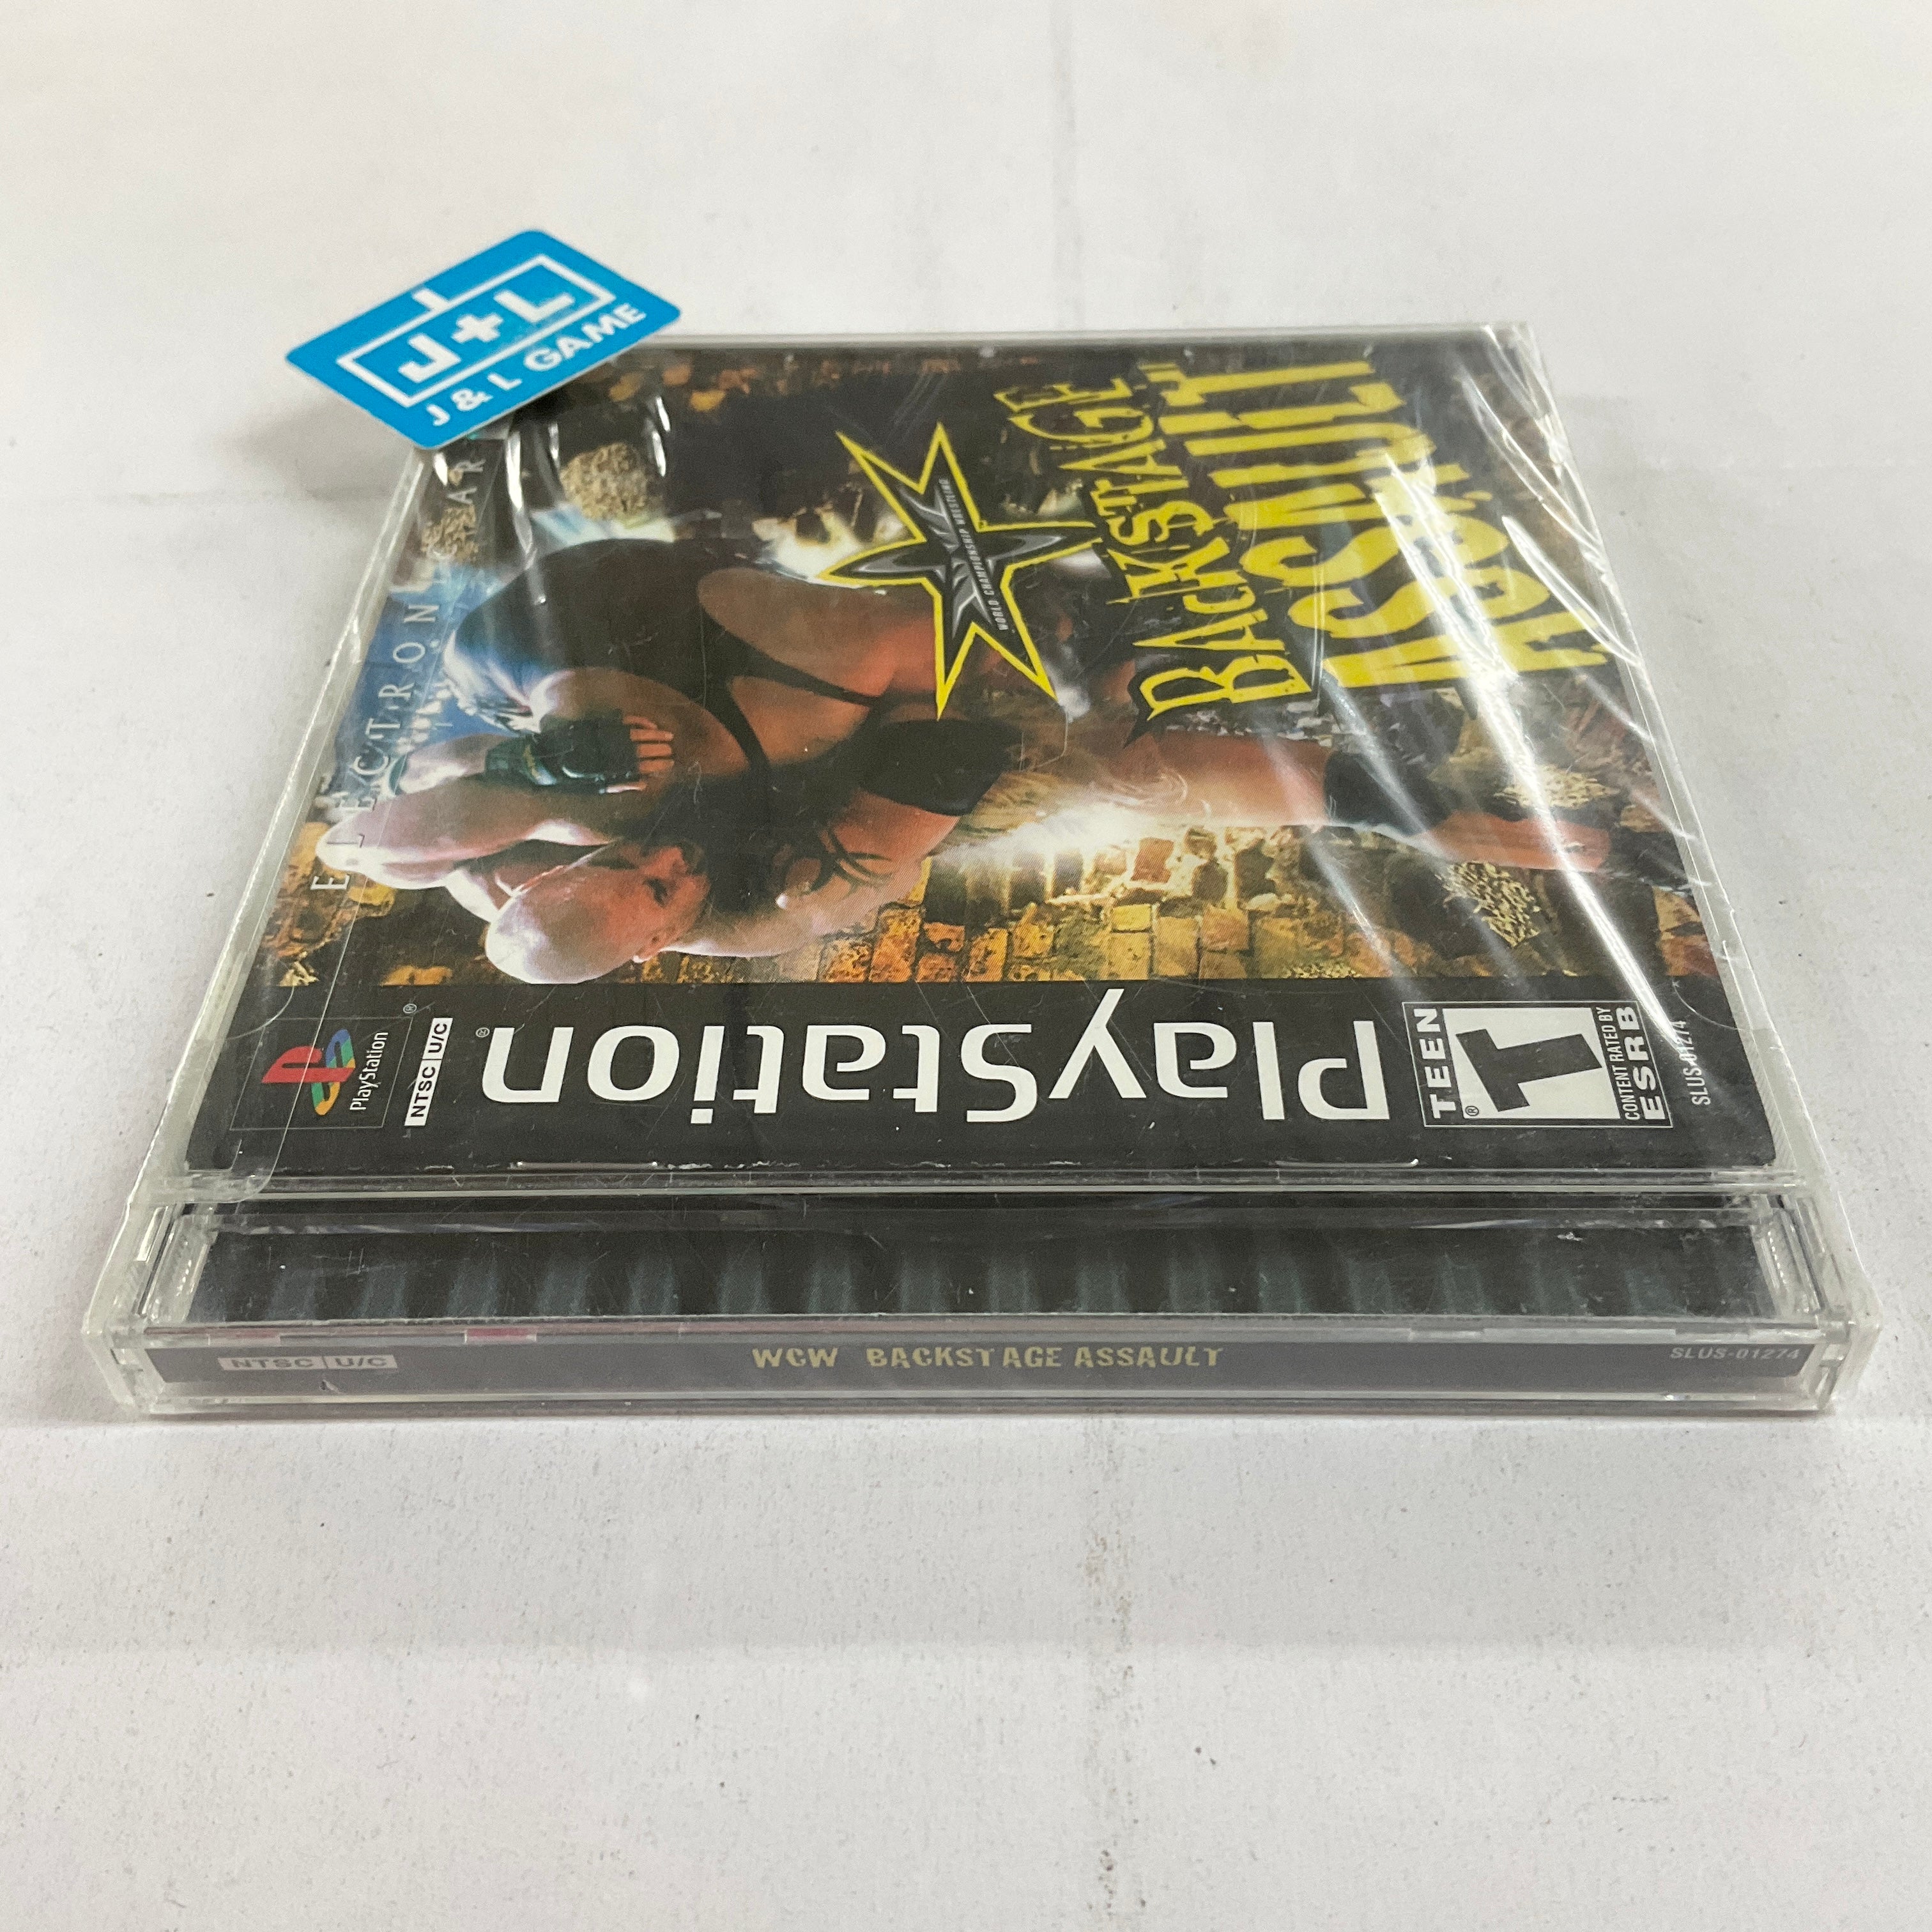 J+L
J & L GAME
ELECTRONIC AR
WORLD CHAMPIONSHIP WRESTLING
BACKSTAGE
ASSAULT
PlayStation
®
NTSC U/C
PlayStation
®
TEEN
T
®
CONTENT RATED BY
ESRB
SLUS-01274
NTSC U/C
WCW BACKSTAGE ASSAULT
SLUS-01274